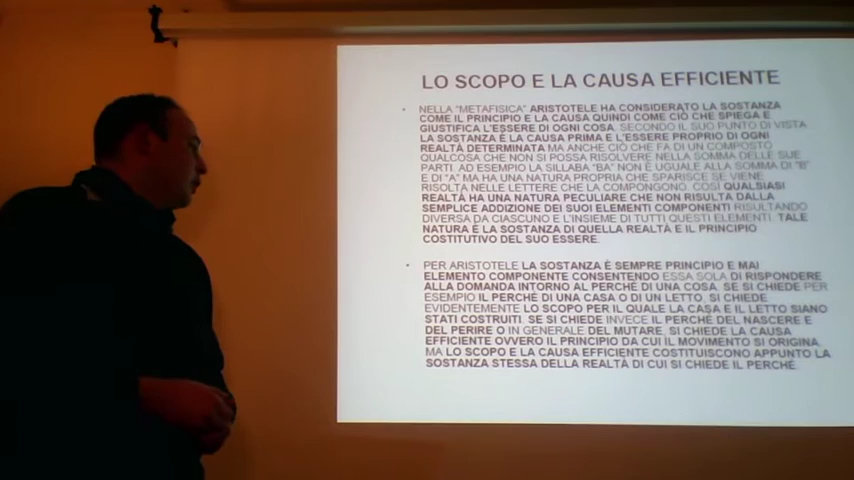 LO SCOPO E LA CAUSA EFFICIENTE
• NELLA "METAFISICA" ARISTOTELE HA CONSIDERATO LA SOSTANZA
COME IL PRINCIPIO E LA CAUSA QUINDI COME CIÒ CHE SPIEGA E
GIUSTIFICA L'ESSERE DI OGNI COSA. SECONDO IL SUO PUNTO DI VISTA
LA SOSTANZA È LA CAUSA PRIMA E L'ESSERE PROPRIO DI OGNI
REALTÀ DETERMINATA MA ANCHE CIÒ CHE FA DI UN COMPOSTO
QUALCOSA CHE NON SI POSSA RISOLVERE NELLA SOMMA DELLE SUE
PARTI. AD ESEMPIO LA SILLABA "BA" NON È UGUALE ALLA SOMMA DI "B"
E DI "A" MA HA UNA NATURA PROPRIA CHE SPARISCE SE VIENE
RISOLTA NELLE LETTERE CHE LA COMPONGONO. COSÌ QUALSIASI
REALTÀ HA UNA NATURA PECULIARE CHE NON RISULTA DALLA
SEMPLICE ADDIZIONE DEI SUOI ELEMENTI COMPONENTI RISULTANDO
DIVERSA DA CIASCUNO E L'INSIEME DI TUTTI QUESTI ELEMENTI. TALE
NATURA È LA SOSTANZA DI QUELLA REALTÀ E IL PRINCIPIO
COSTITUTIVO DEL SUO ESSERE.
• PER ARISTOTELE LA SOSTANZA È SEMPRE PRINCIPIO E MAI
ELEMENTO COMPONENTE CONSENTENDO ESSA SOLA DI RISPONDERE
ALLA DOMANDA INTORNO AL PERCHÉ DI UNA COSA. SE SI CHIEDE PER
ESEMPIO IL PERCHÉ DI UNA CASA O DI UN LETTO, SI CHIEDE
EVIDENTEMENTE LO SCOPO PER IL QUALE LA CASA E IL LETTO SIANO
STATI COSTRUITI. SE SI CHIEDE INVECE IL PERCHÉ DEL NASCERE E
DEL PERIRE O IN GENERALE DEL MUTARE, SI CHIEDE LA CAUSA
EFFICIENTE OVVERO IL PRINCIPIO DA CUI IL MOVIMENTO SI ORIGINA,
MA LO SCOPO E LA CAUSA EFFICIENTE COSTITUISCONO APPUNTO LA
SOSTANZA STESSA DELLA REALTÀ DI CUI SI CHIEDE IL PERCHÉ.